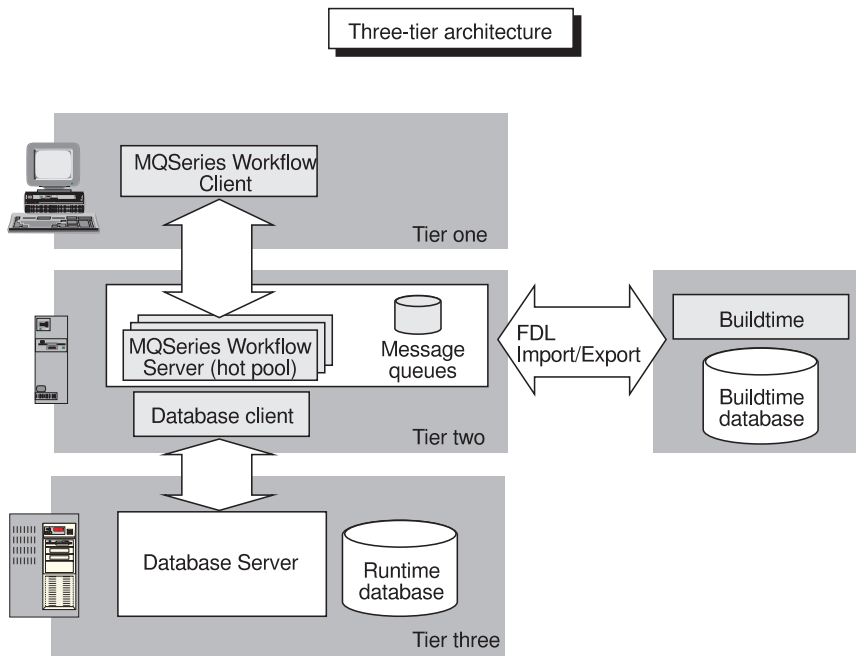 Three-tier architecture
MQSeries Workflow
Client
Tier one
MQSeries Workflow
Server (hot pool)
Message
queues
Database client
Tier two
FDL
Import/Export
Buildtime
Buildtime
database
Database Server
Runtime
database
Tier three